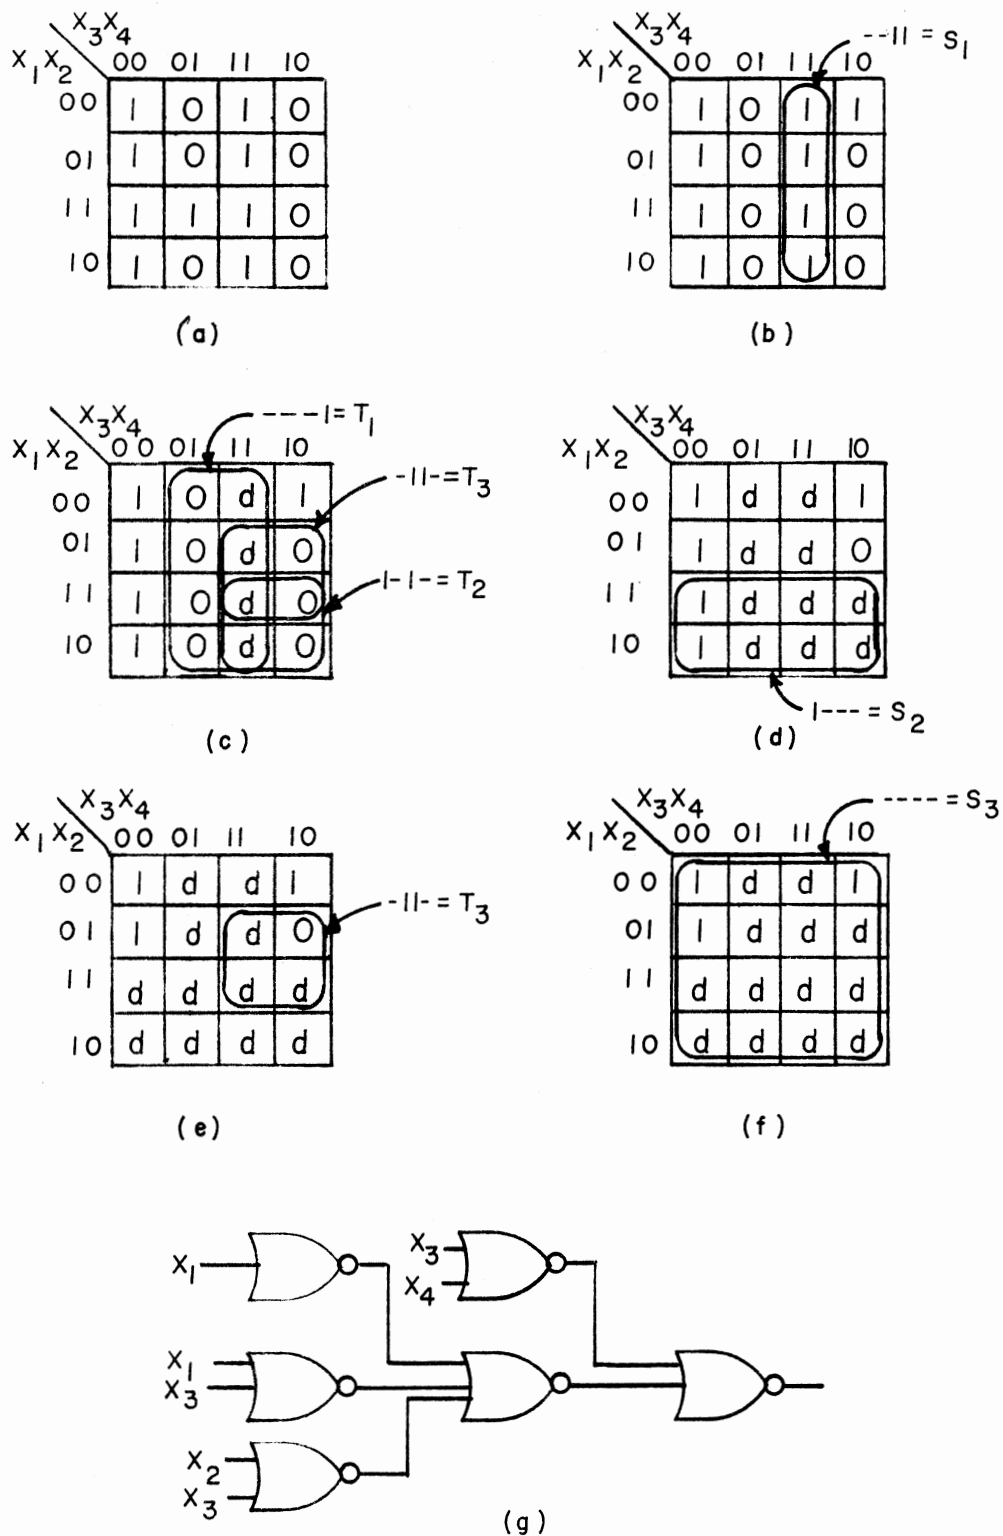 X3X4 X3X4 --11 = S1
X1X2 00 01 11 10 X1X2 00 01 11 10
00 1 0 1 0 00 1 0 1 1
01 1 0 1 0 01 1 0 1 0
11 1 1 1 0 11 1 0 1 0
10 1 0 1 0 10 1 0 1 0
(a) (b)
X3X4 ----1= T1 X3X4
X1X2 00 01 11 10 X1X2 00 01 11 10
00 1 0 d 1 -11-=T3 00 1 d d 1
01 1 0 d 0 01 1 d d 0
11 1 0 d 0 1-1-= T2 11 1 d d d
10 1 0 d 0 10 1 d d d
1--- = S2
(c) (d)
X3X4 X3X4 ---- = S3
X1X2 00 01 11 10 X1X2 00 01 11 10
00 1 d d 1 00 1 d d 1
01 1 d d 0 -11-= T3 01 1 d d d
11 d d d d 11 d d d d
10 d d d d 10 d d d d
(e) (f)
X1 X3
X4
X1
X3
X2
X3
(g)